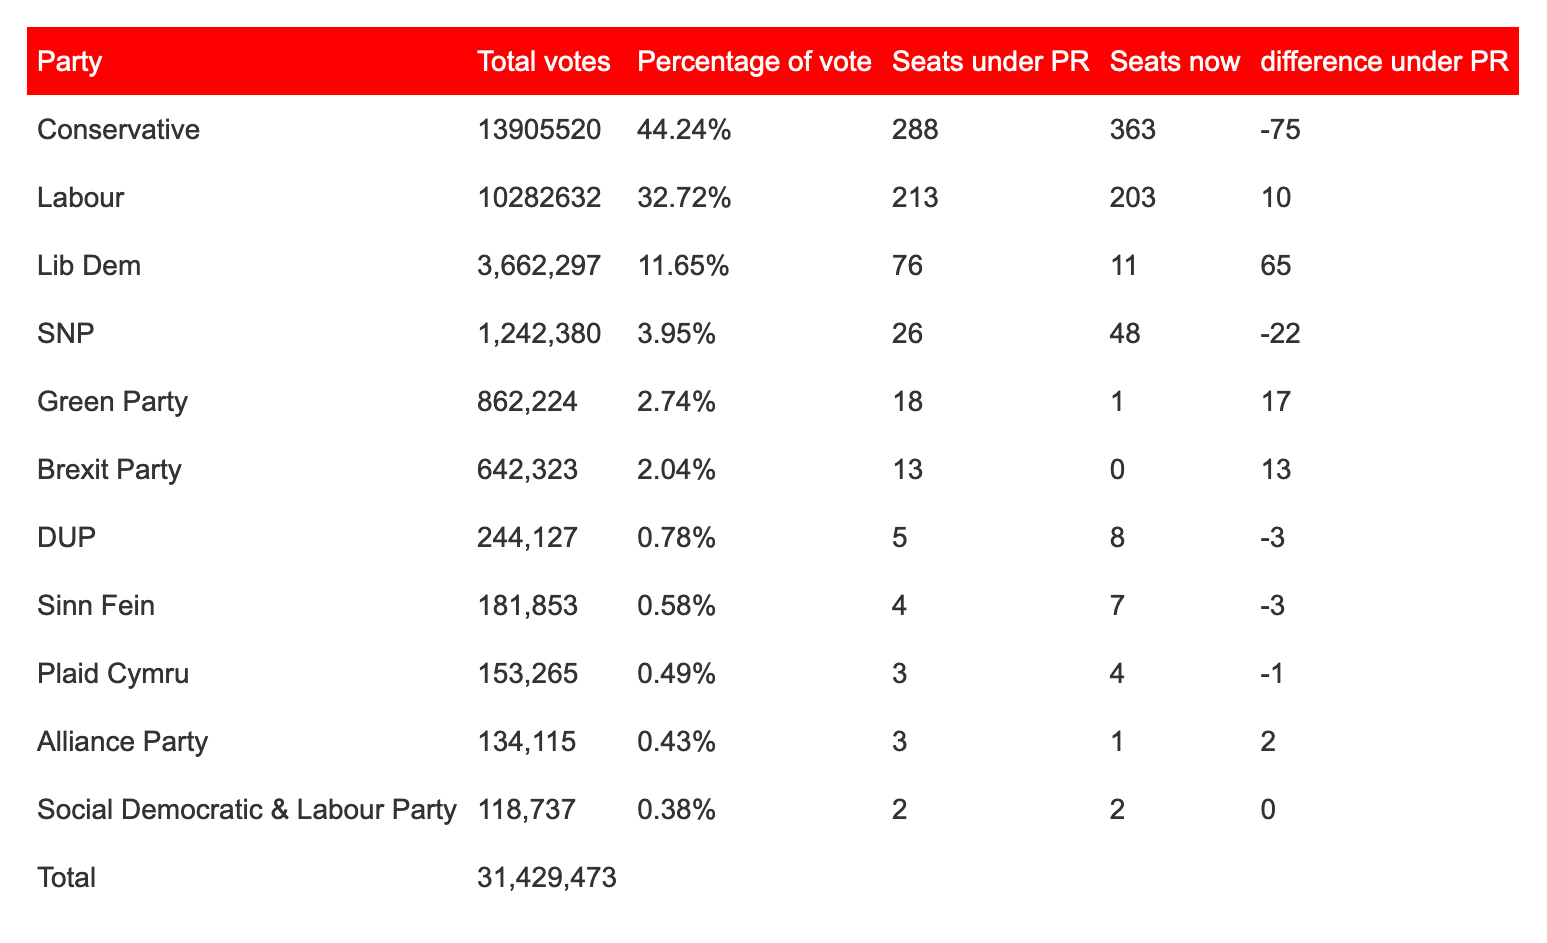 Party Total votes Percentage of vote Seats under PR Seats now difference under PR
Conservative 13905520 44.24% 288 363 -75
Labour 10282632 32.72% 213 203 10
Lib Dem 3,662,297 11.65% 76 11 65
SNP 1,242,380 3.95% 26 48 -22
Green Party 862,224 2.74% 18 1 17
Brexit Party 642,323 2.04% 13 0 13
DUP 244,127 0.78% 5 8 -3
Sinn Fein 181,853 0.58% 4 7 -3
Plaid Cymru 153,265 0.49% 3 4 -1
Alliance Party 134,115 0.43% 3 1 2
Social Democratic & Labour Party 118,737 0.38% 2 2 0
Total 31,429,473